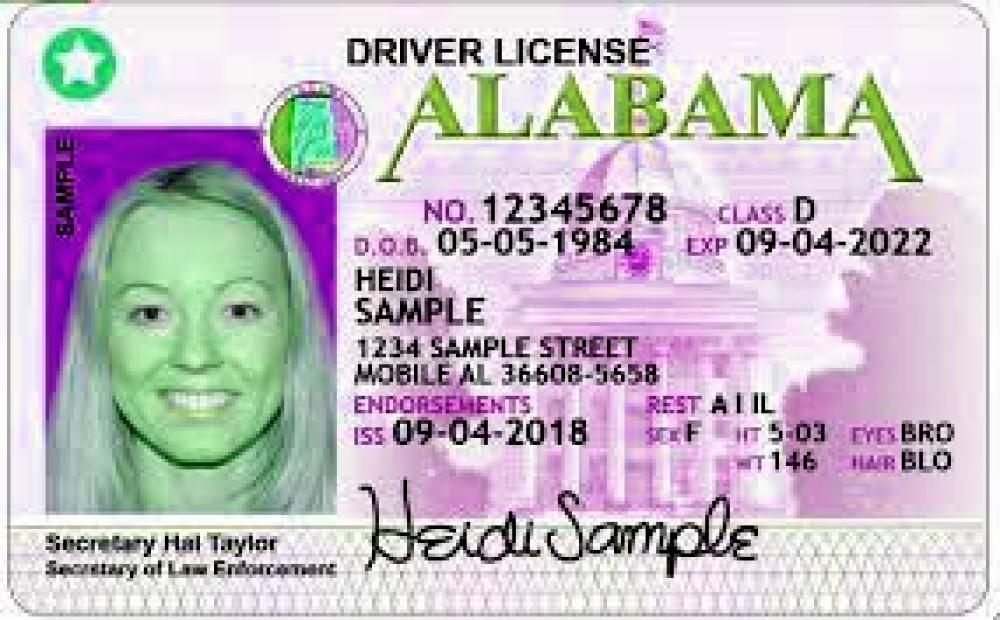 DRIVER LICENSE
ALABAMA
SAMPLE
NO. 12345678 CLASS D
D.O.B. 05-05-1984 EXP 09-04-2022
HEIDI
SAMPLE
1234 SAMPLE STREET
MOBILE AL 36608-5658
ENDORSEMENTS REST A I IL
ISS 09-04-2018 SEX F HT 5-03 EYES BRO
WT 146 HAIR BLO
Heidi Sample
Secretary Hal Taylor
Secretary of Law Enforcement